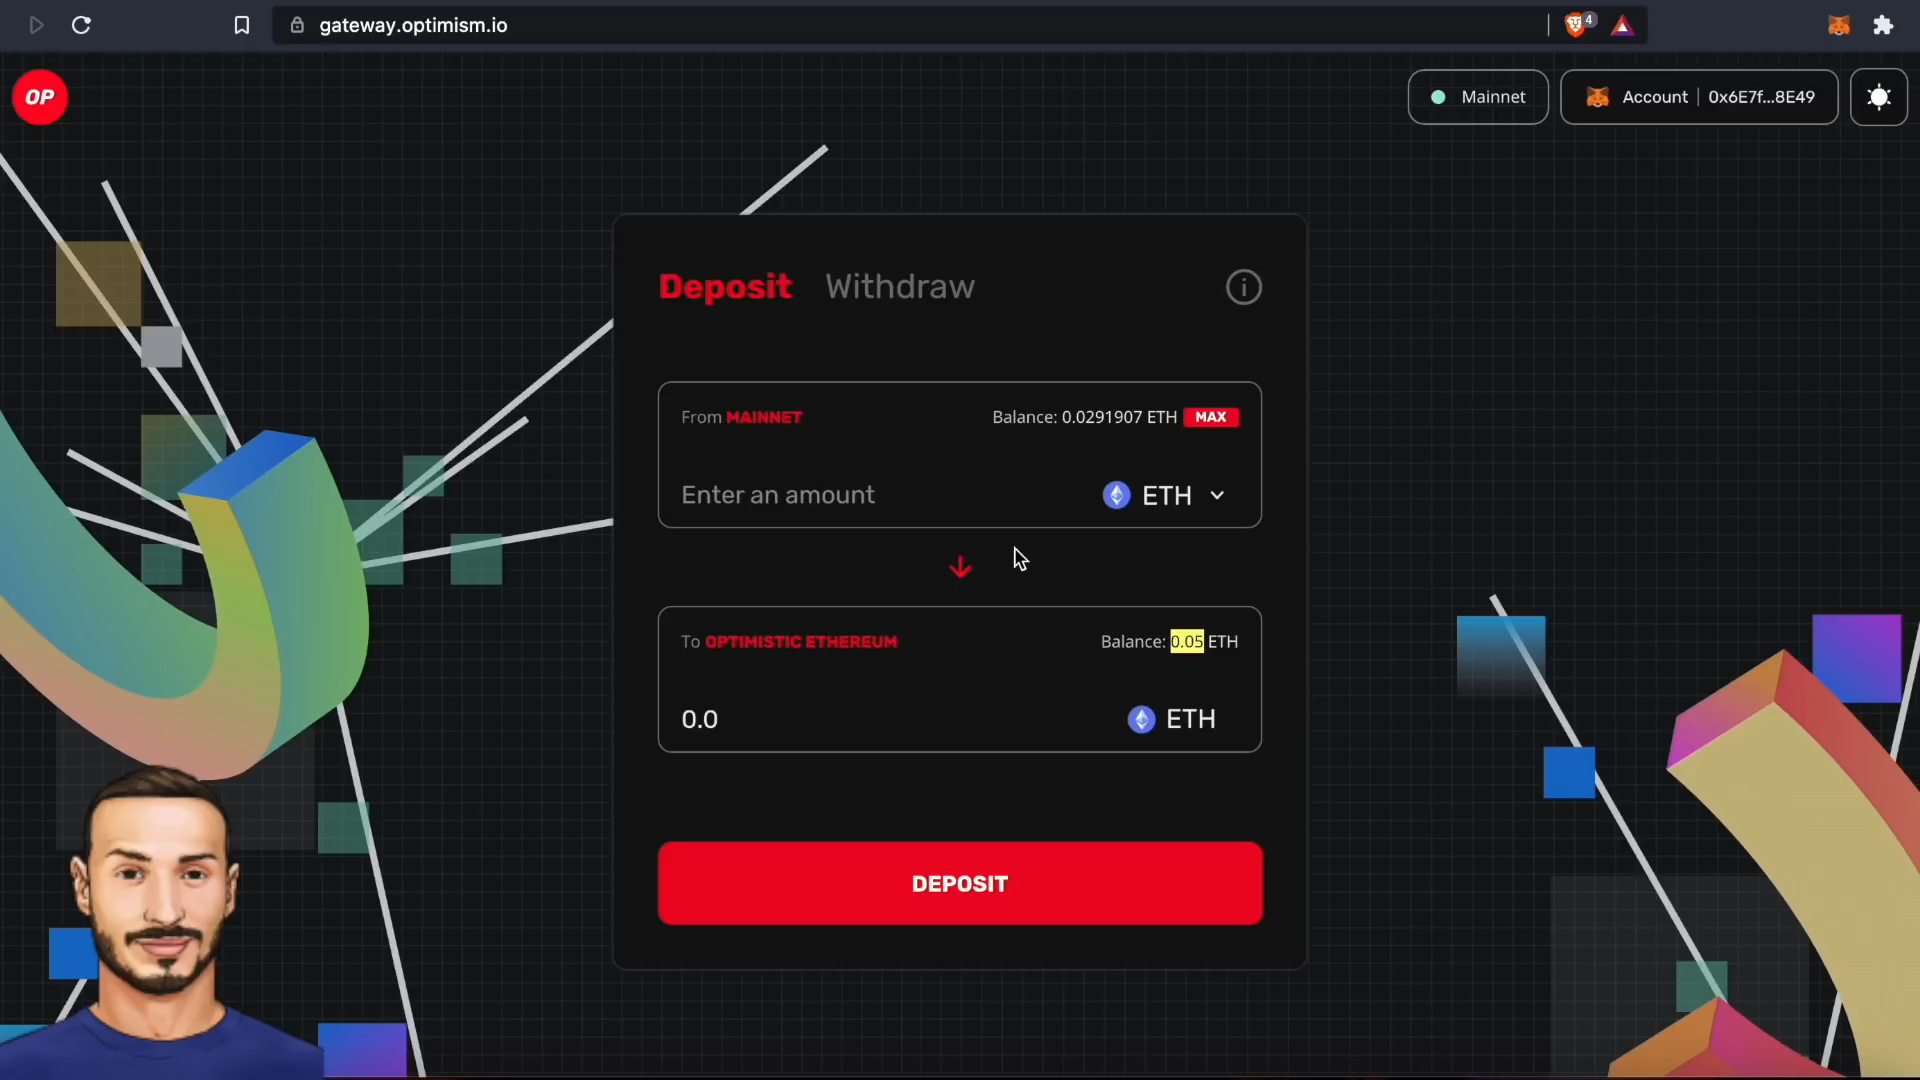 gateway.optimism.io
4
OP
Mainnet
Account | 0x6E7f...8E49
Deposit Withdraw
From MAINNET
Balance: 0.0291907 ETH MAX
Enter an amount
ETH
To OPTIMISTIC ETHEREUM
Balance: 0.05 ETH
0.0
ETH
DEPOSIT